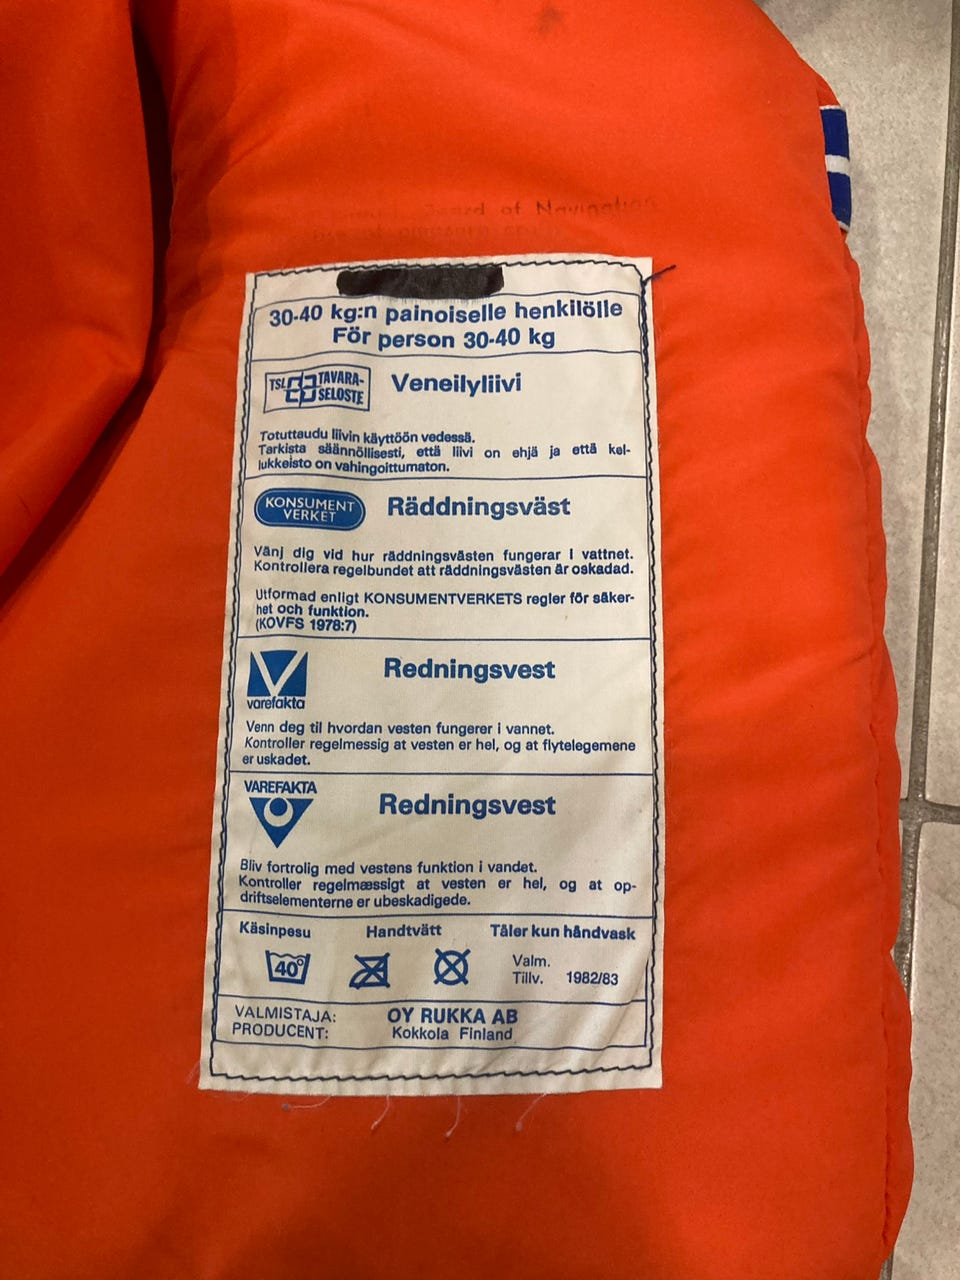 Board of Navigation
30-40 kg:n painoiselle henkilölle
För person 30-40 kg
TSL TAVARA-
SELOSTE
Veneilyliivi
Totuttaudu liivin käyttöön vedessä.
Tarkista säännöllisesti, että liivi on ehjä ja että kel-
lukkeisto on vahingoittumaton.
KONSUMENT
VERKET
Räddningsväst
Vänj dig vid hur räddningsvästen fungerar i vattnet.
Kontrollera regelbundet att räddningsvästen är oskadad.
Utformad enligt KONSUMENTVERKETS regler för säker-
het och funktion.
(KOVFS 1978:7)
varefakta
Redningsvest
Venn deg til hvordan vesten fungerer i vannet.
Kontroller regelmessig at vesten er hel, og at flytelegemene
er uskadet.
VAREFAKTA
Redningsvest
Bliv fortrolig med vestens funktion i vandet.
Kontroller regelmæssigt at vesten er hel, og at op-
driftselementerne er ubeskadigede.
Käsinpesu Handtvätt Tåler kun håndvask
40°
Valm.
Tillv. 1982/83
VALMISTAJA: OY RUKKA AB
PRODUCENT: Kokkola Finland